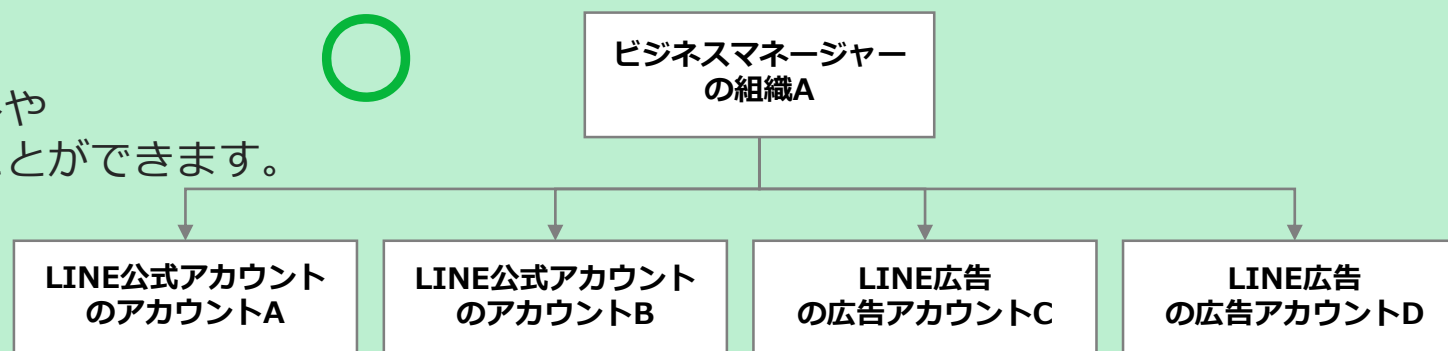 ビジネスマネージャー
の組織A
や
とができます。
LINE公式アカウント
のアカウントA
LINE公式アカウント
のアカウントB
LINE広告
の広告アカウントC
LINE広告
の広告アカウントD